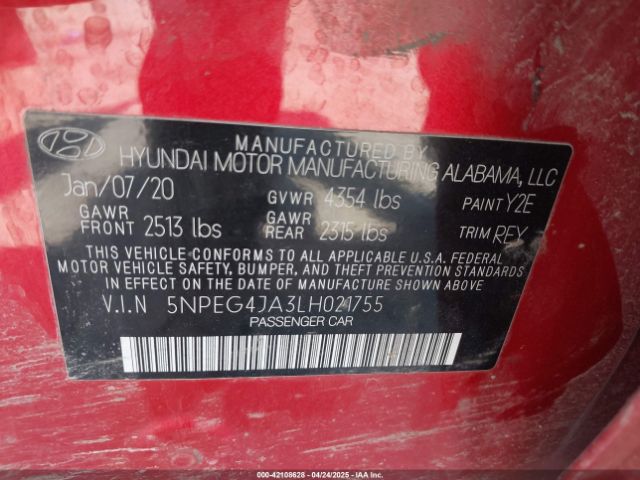 MANUFACTURED BY
HYUNDAI MOTOR MANUFACTURING ALABAMA, LLC
Jan/07/20 GVWR 4354 lbs PAINT Y2E
GAWR FRONT 2513 lbs GAWR REAR 2315 lbs TRIM REY
THIS VEHICLE CONFORMS TO ALL APPLICABLE U.S.A. FEDERAL
MOTOR VEHICLE SAFETY, BUMPER, AND THEFT PREVENTION STANDARDS
IN EFFECT ON THE DATE OF MANUFACTURE SHOWN ABOVE.
V.I.N 5NPEG4JA3LH021755
PASSENGER CAR
000-42108628 - 04/24/2025 - IAA Inc.